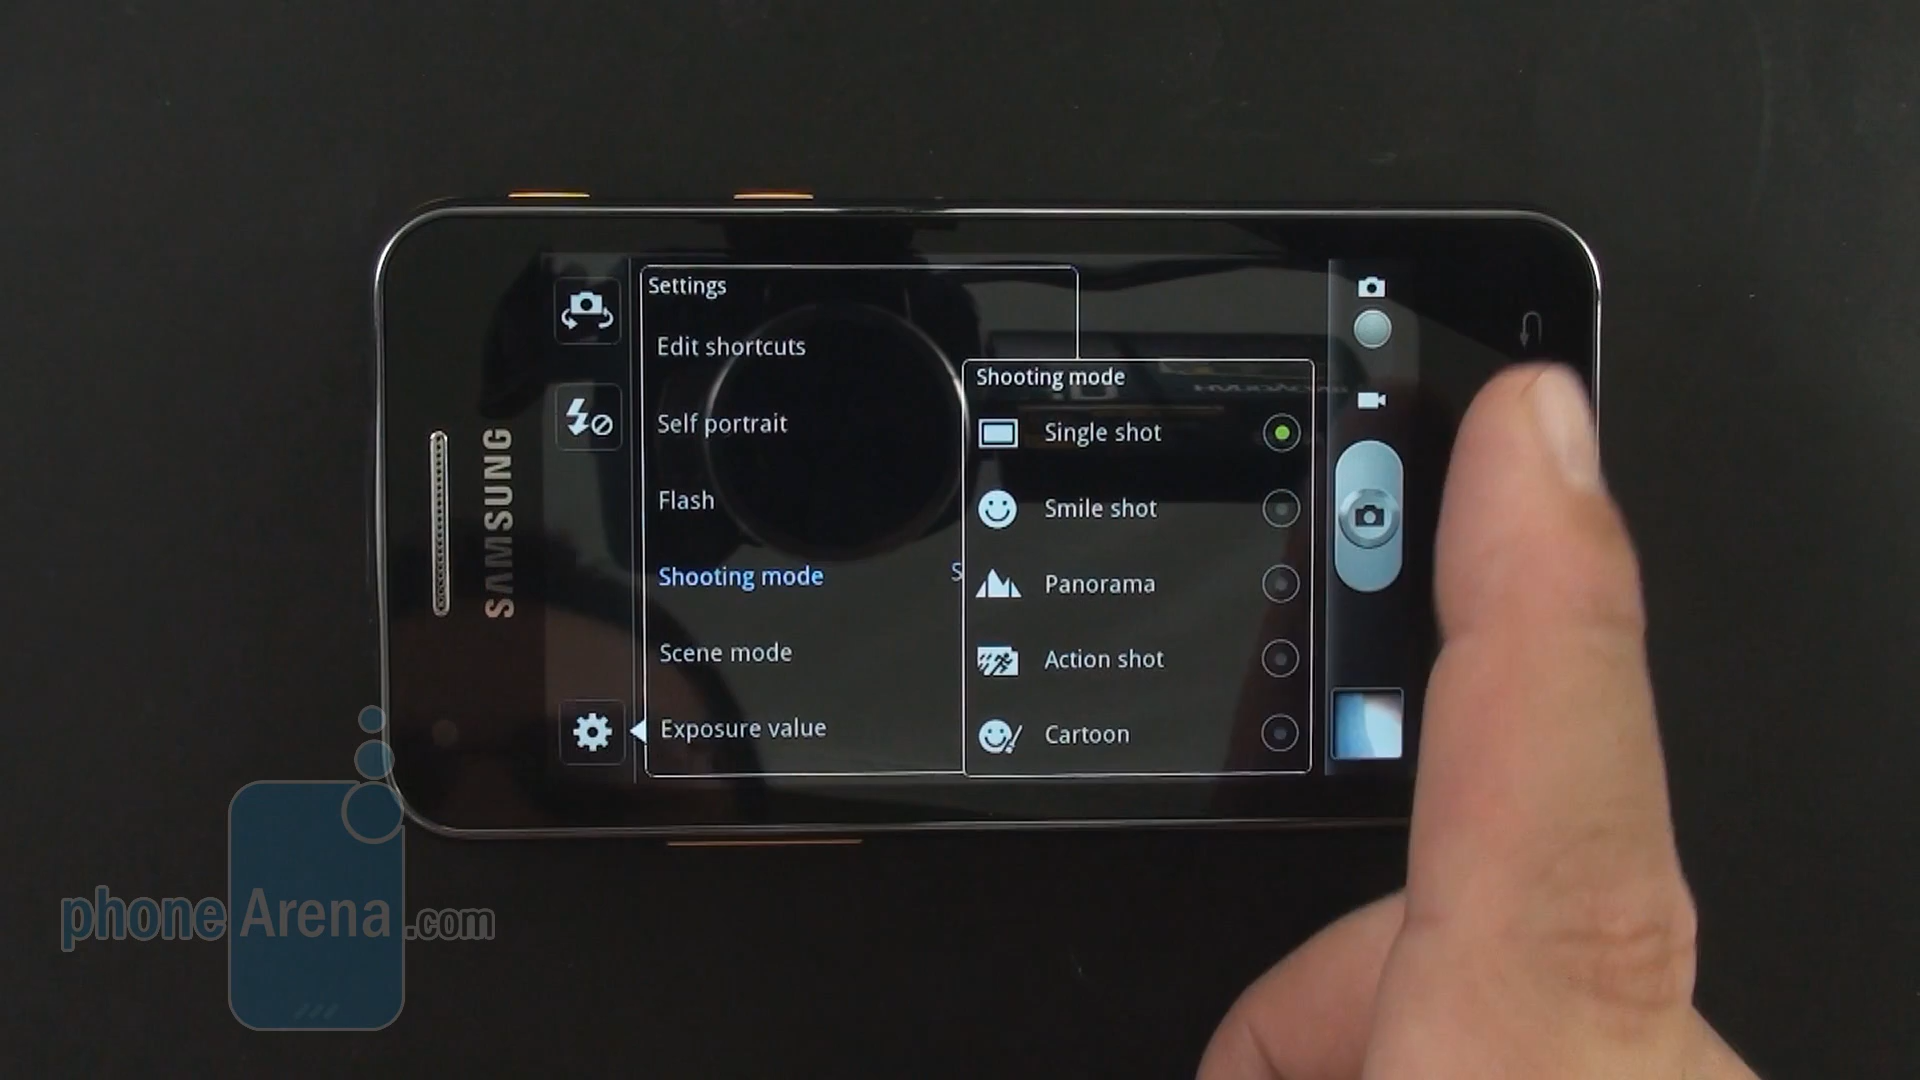 SAMSUNG
Settings
Edit shortcuts
Self portrait
Flash
Shooting mode
S
Scene mode
Exposure value
Shooting mode
Single shot
Smile shot
Panorama
Action shot
Cartoon
phoneArena.com